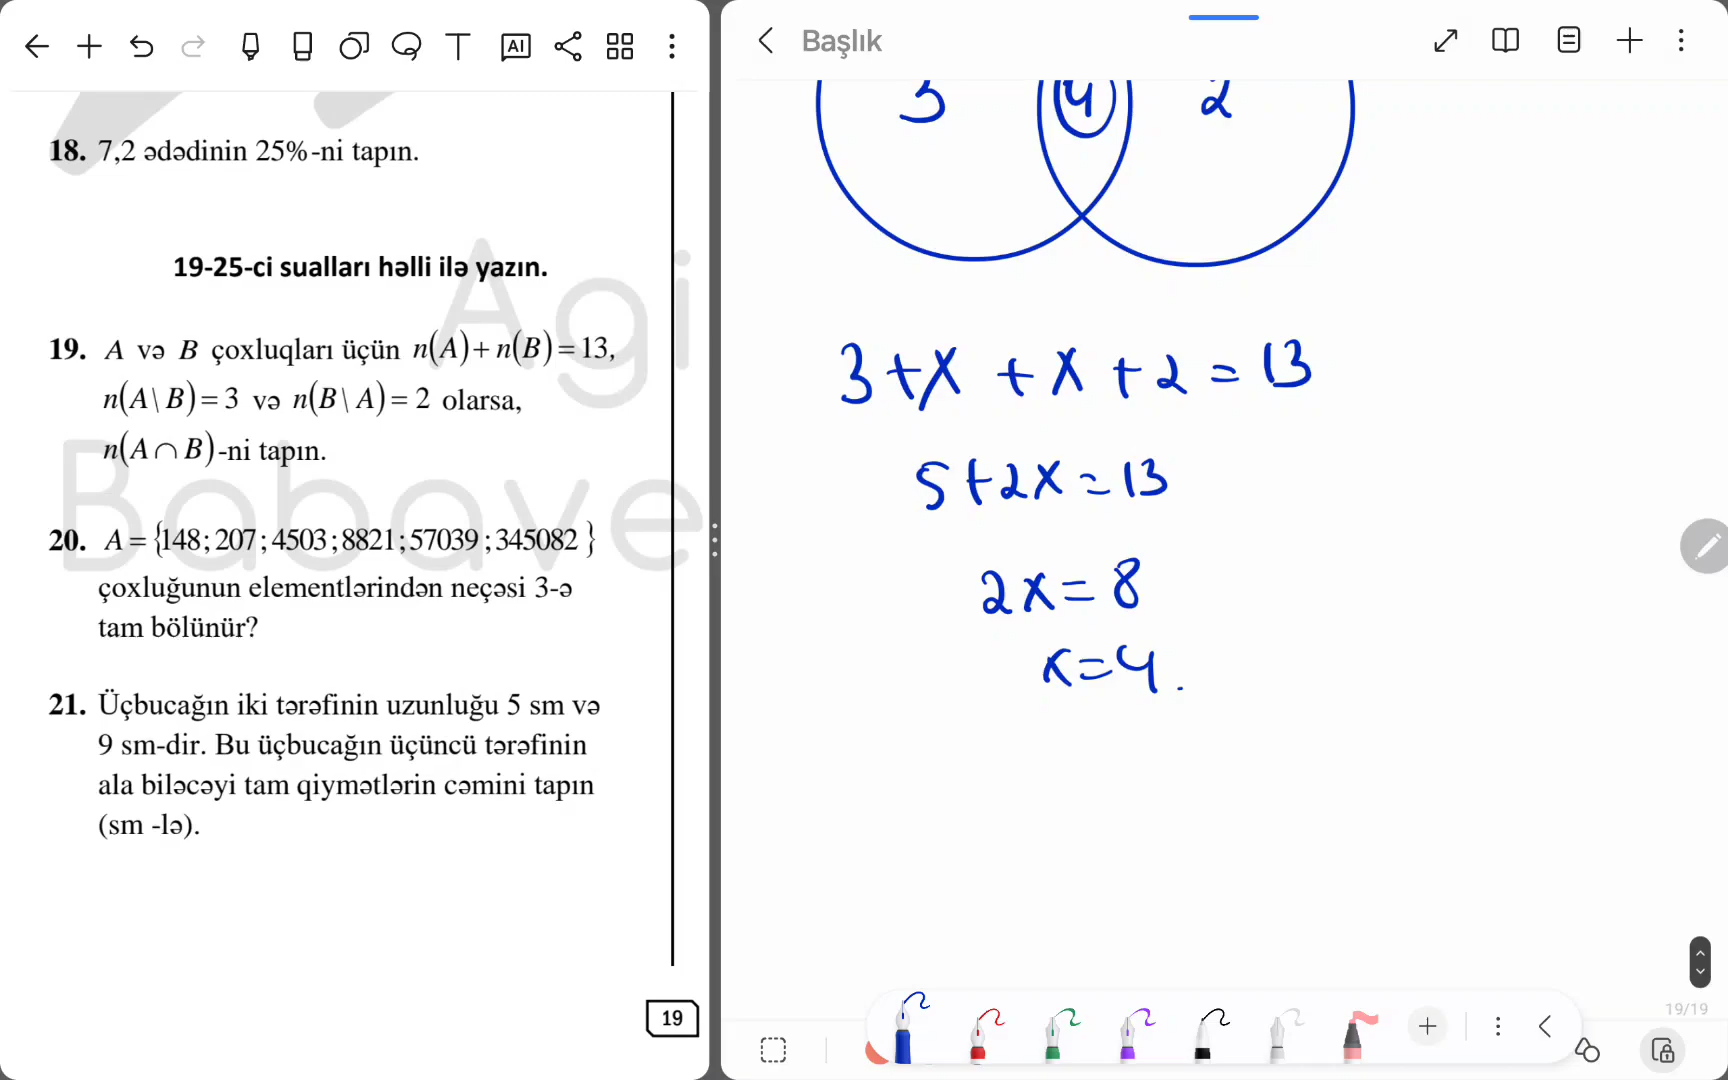 18. 7,2 ədədinin 25%-ni tapın.
19-25-ci sualları həlli ilə yazın.
19. A və B çoxluqları üçün n(A)+n(B)=13,
n(A\B)=3 və n(B\A)=2 olarsa,
n(A∩B)-ni tapın.
20. A={148;207;4503;8821;57039;345082}
çoxluğunun elementlərindən neçəsi 3-ə
tam bölünür?
21. Üçbucağın iki tərəfinin uzunluğu 5 sm və
9 sm-dir. Bu üçbucağın üçüncü tərəfinin
ala biləcəyi tam qiymətlərin cəmini tapın
(sm -lə).
19
Agi
Babave
T
AI
Başlık
3 4 2
3+x+x+2=13
5+2x=13
2x=8
x=4.
19/19